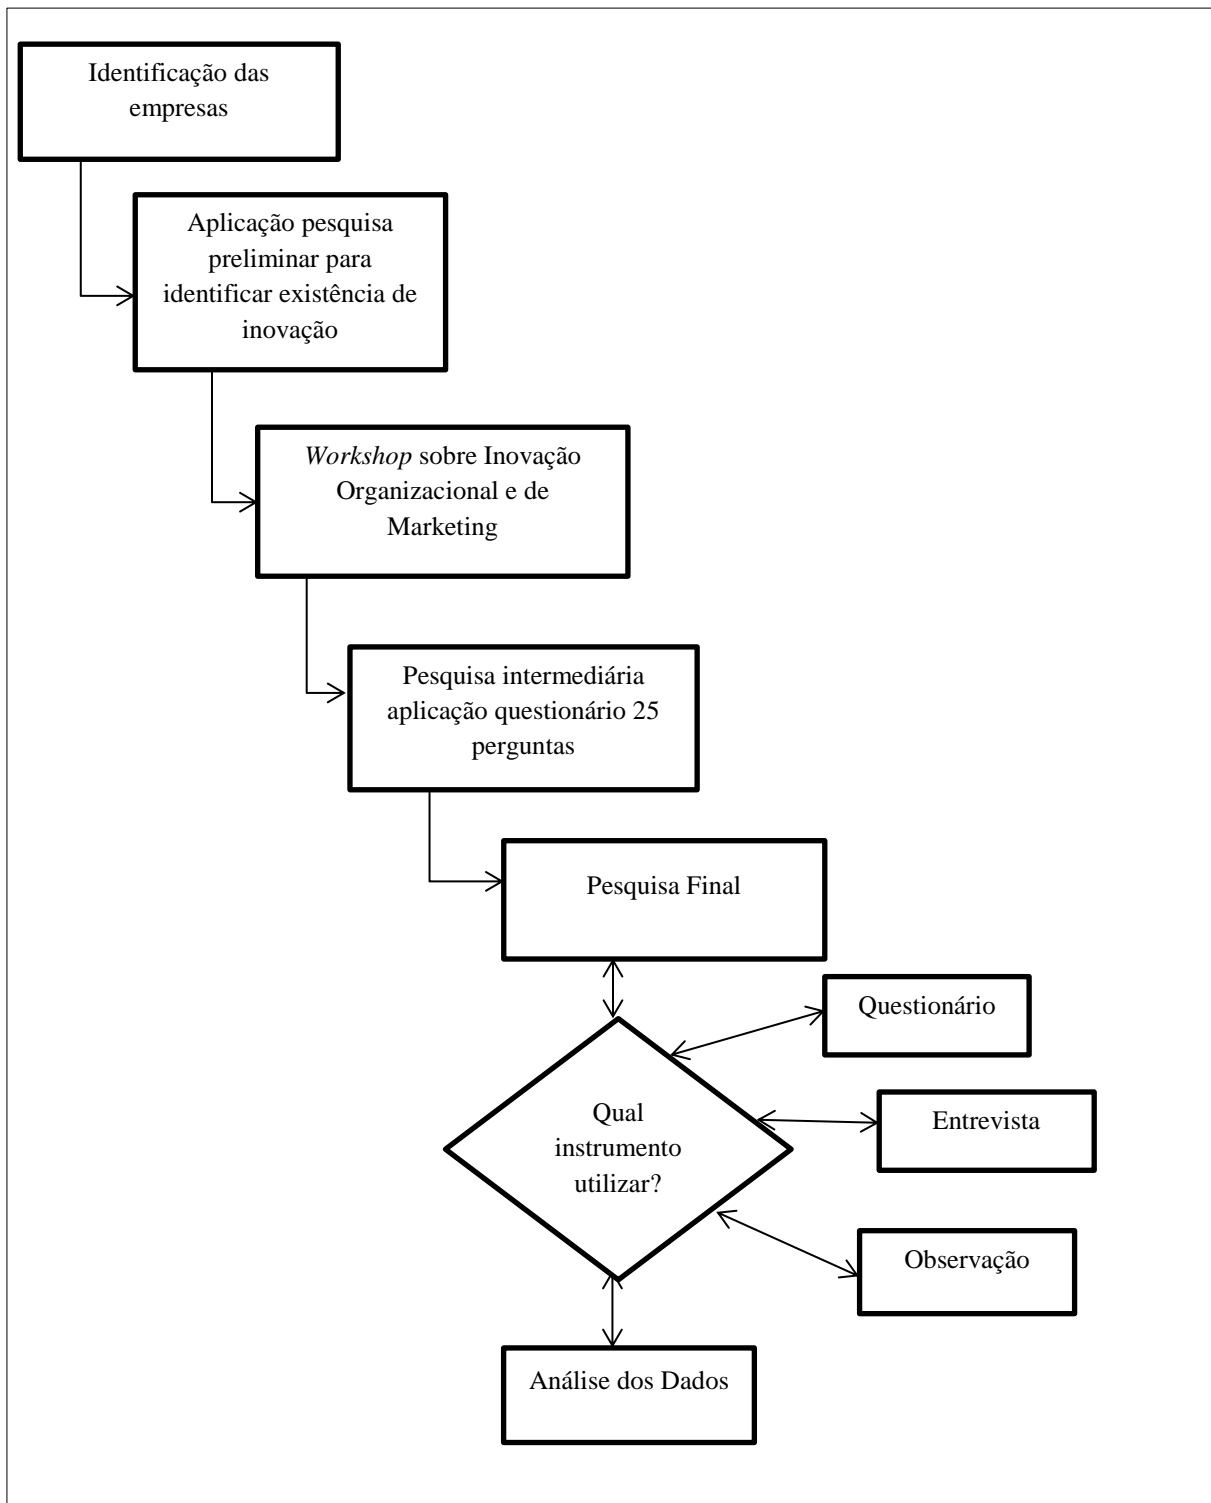 Identificação das
empresas
Aplicação pesquisa
preliminar para
identificar existência de
inovação
Workshop sobre Inovação
Organizacional e de
Marketing
Pesquisa intermediária
aplicação questionário 25
perguntas
Pesquisa Final
Questionário
Qual
instrumento
utilizar?
Entrevista
Observação
Análise dos Dados